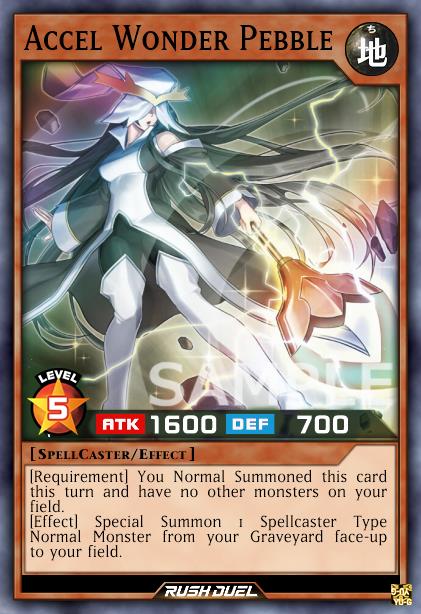 Accel Wonder Pebble
ち
地
SAMPLE
LEVEL
5
ATK 1600 DEF 700
[SpellCaster/Effect]
[Requirement] You Normal Summoned this card
this turn and have no other monsters on your
field.
[Effect] Special Summon 1 Spellcaster Type
Normal Monster from your Graveyard face-up
to your field.
RUSH DUEL